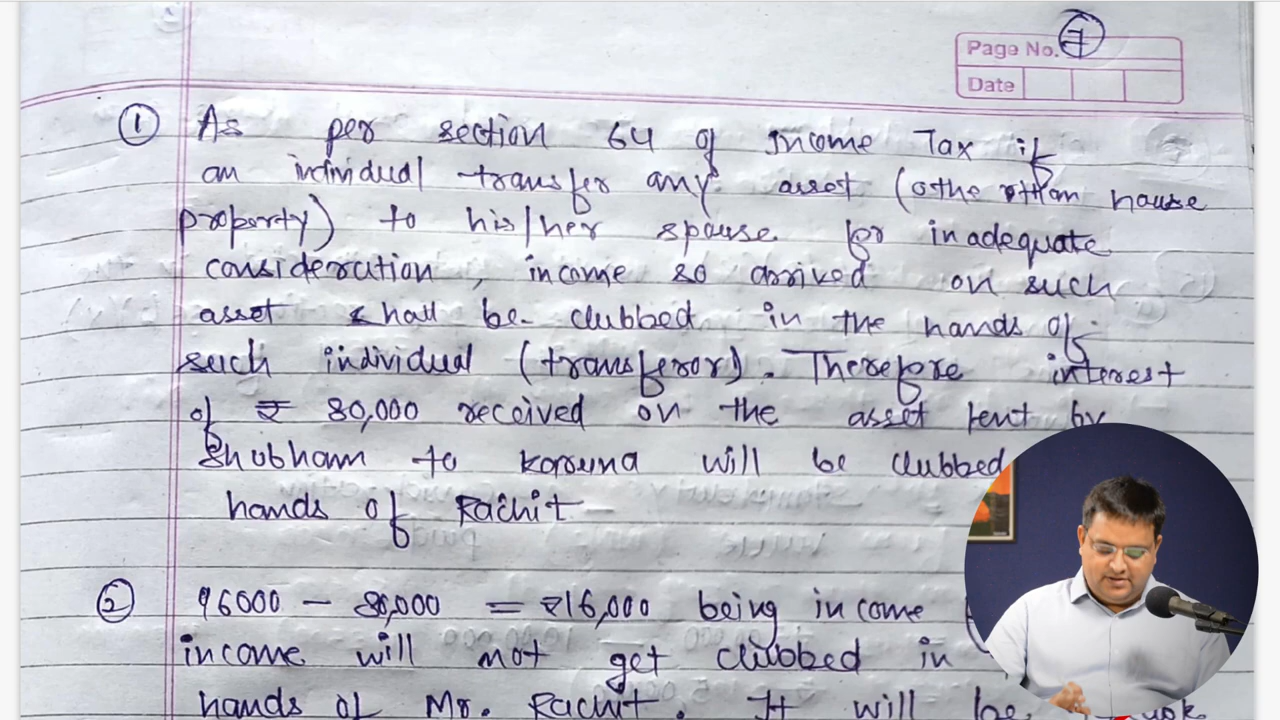 Page No. 7
Date
① As per section 64 of Income Tax if
an individual transfer any asset (othe rthan house
property) to his/her spouse for inadequate
consideration, income so arrived on such
asset shall be clubbed in the hands of
such individual (transferor). Therefore interest
of ₹ 80,000 received on the asset rent by
Shubham to Karuna will be clubbed
hands of Rachit
② 96000 - 80,000 = ₹16,000 being income
income will not get clubbed in
hands of Mr. Rachit. It will be